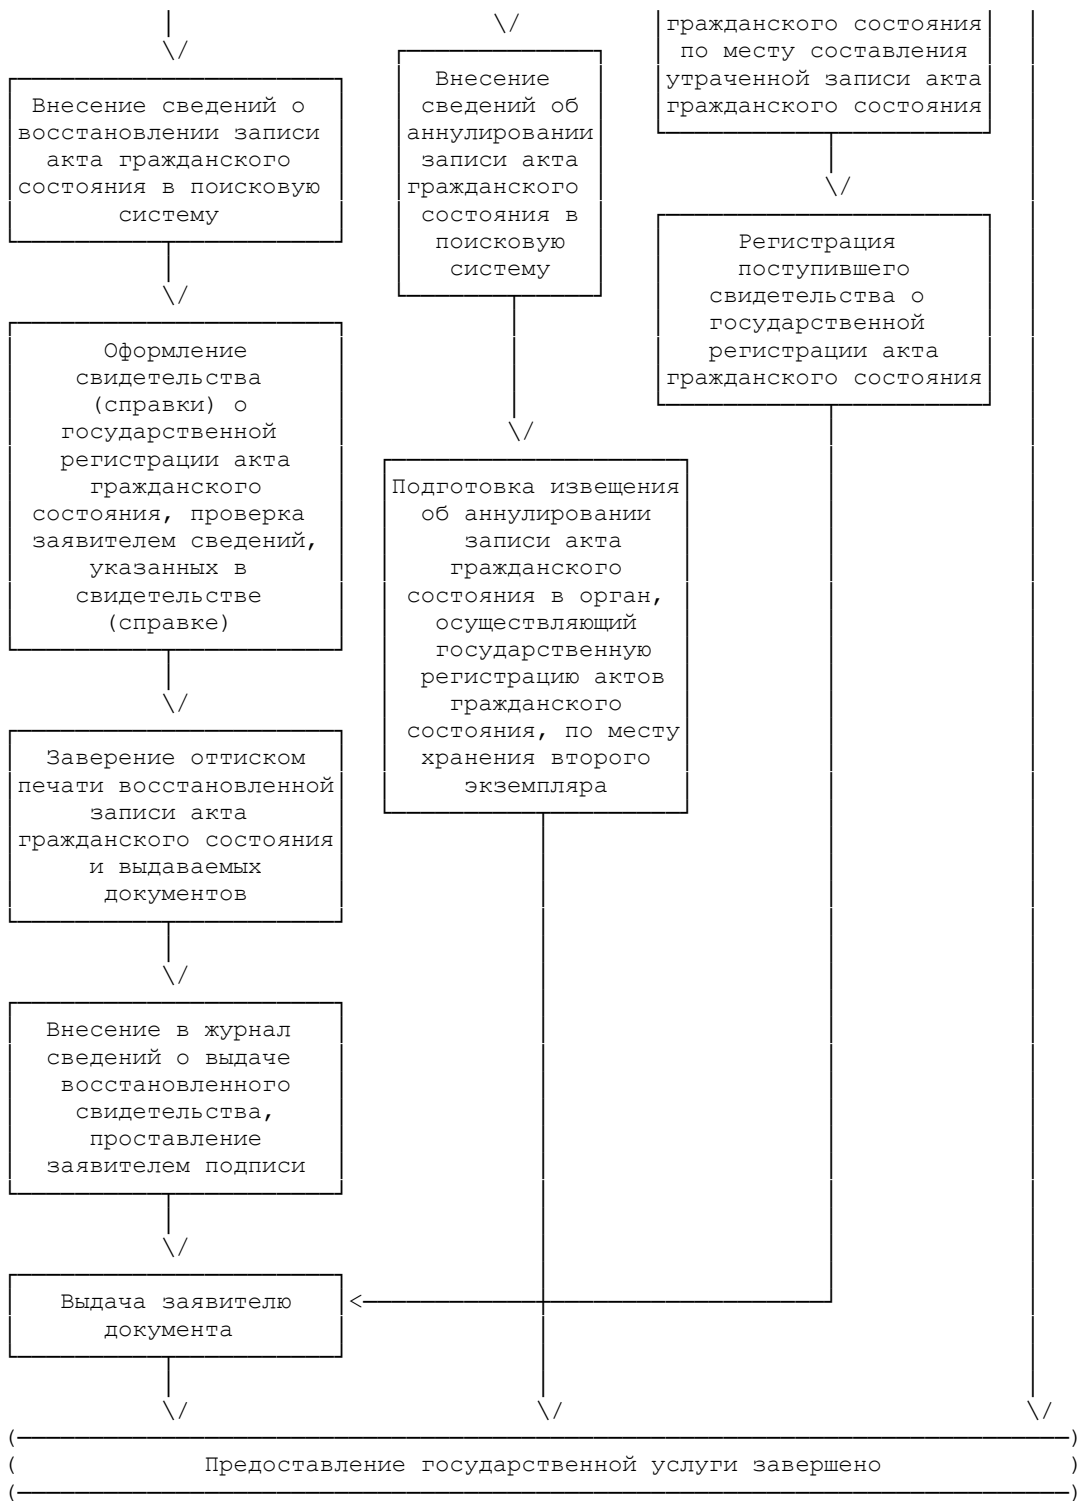 гражданского состояния
по месту составления
утраченной записи акта
гражданского состояния
Внесение сведений о
восстановлении записи
акта гражданского
состояния в поисковую
систему
Внесение
сведений об
аннулировании
записи акта
гражданского
состояния в
поисковую
систему
Регистрация
поступившего
свидетельства о
государственной
регистрации акта
гражданского состояния
Оформление
свидетельства
(справки) о
государственной
регистрации акта
гражданского
состояния, проверка
заявителем сведений,
указанных в
свидетельстве
(справке)
Подготовка извещения
об аннулировании
записи акта
гражданского
состояния в орган,
осуществляющий
государственную
регистрацию актов
гражданского
состояния, по месту
хранения второго
экземпляра
Заверение оттиском
печати восстановленной
записи акта
гражданского состояния
и выдаваемых
документов
Внесение в журнал
сведений о выдаче
восстановленного
свидетельства,
проставление
заявителем подписи
Выдача заявителю
документа
Предоставление государственной услуги завершено